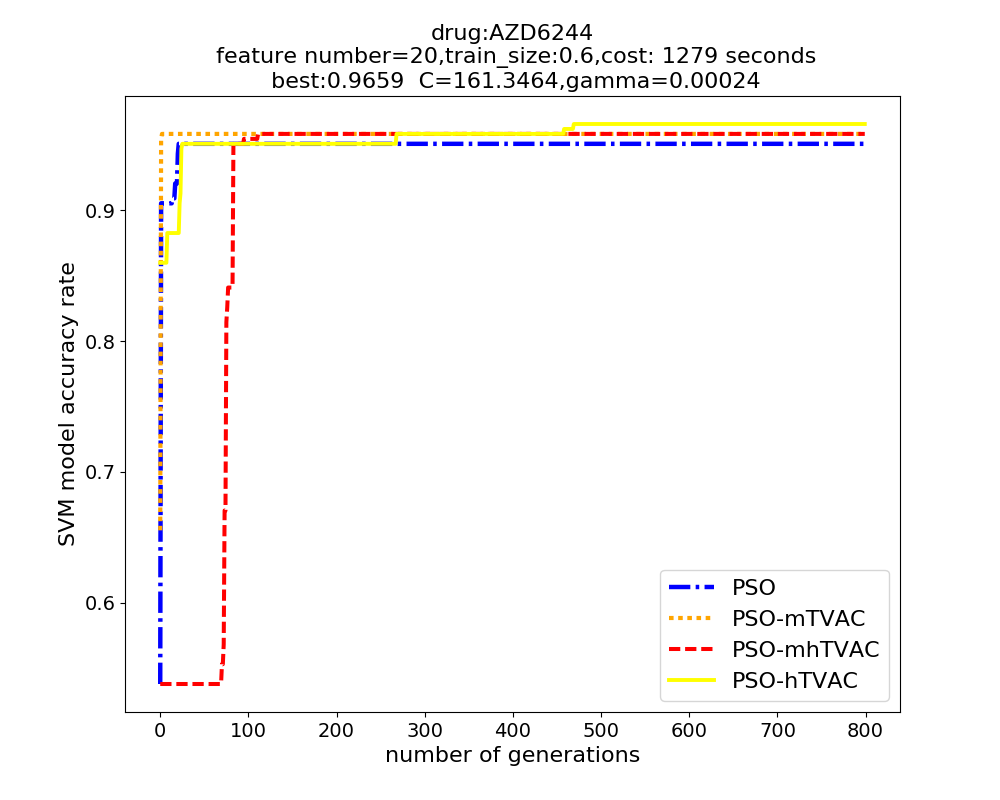 drug:AZD6244
feature number=20,train_size:0.6,cost: 1279 seconds
best:0.9659  C=161.3464,gamma=0.00024
SVM model accuracy rate
0.9
0.8
0.7
0.6
PSO
PSO-mTVAC
PSO-mhTVAC
PSO-hTVAC
0 100 200 300 400 500 600 700 800
number of generations